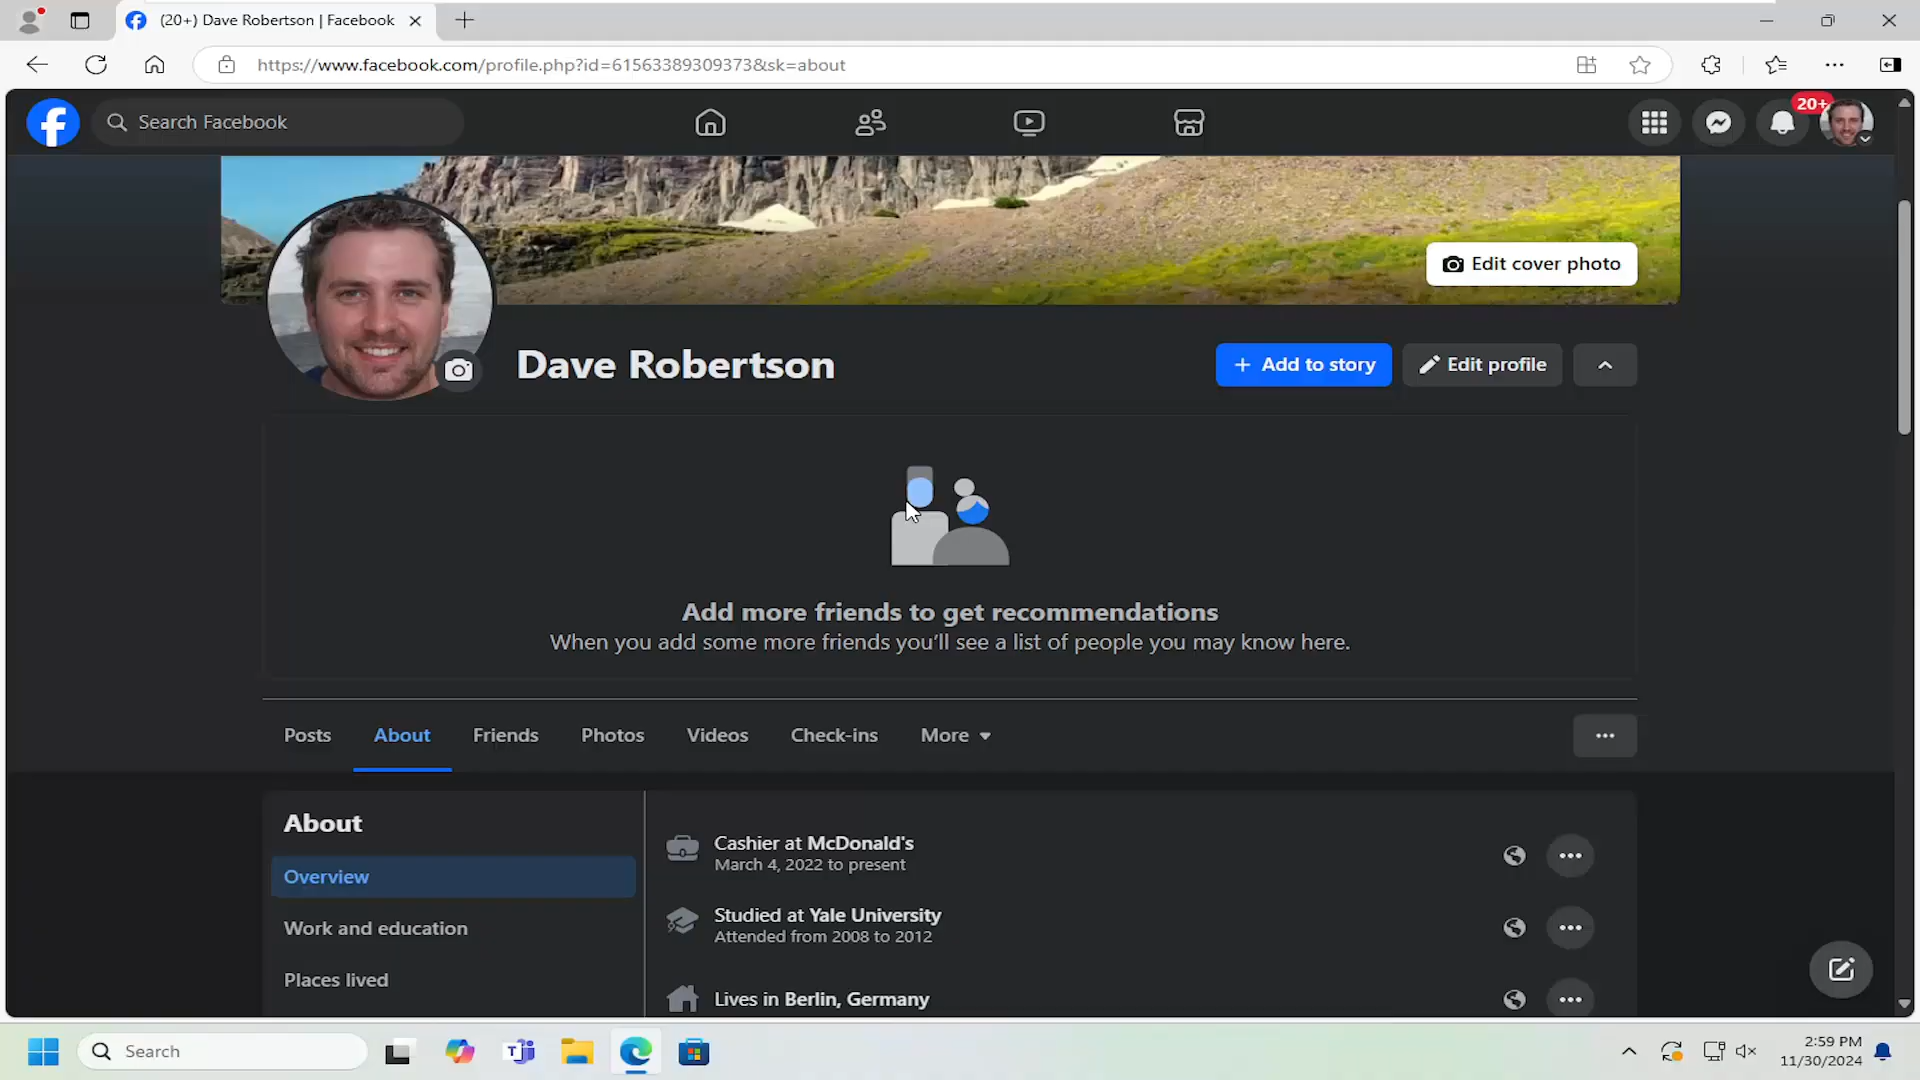 (20+) Dave Robertson | Facebook
https://www.facebook.com/profile.php?id=61563389309373&sk=about
Search Facebook
20+
Edit cover photo
Dave Robertson
+ Add to story
Edit profile
Add more friends to get recommendations
When you add some more friends you'll see a list of people you may know here.
Posts About Friends Photos Videos Check-ins More
About
Overview
Work and education
Places lived
Cashier at McDonald's
March 4, 2022 to present
Studied at Yale University
Attended from 2008 to 2012
Lives in Berlin, Germany
Search
2:59 PM
11/30/2024